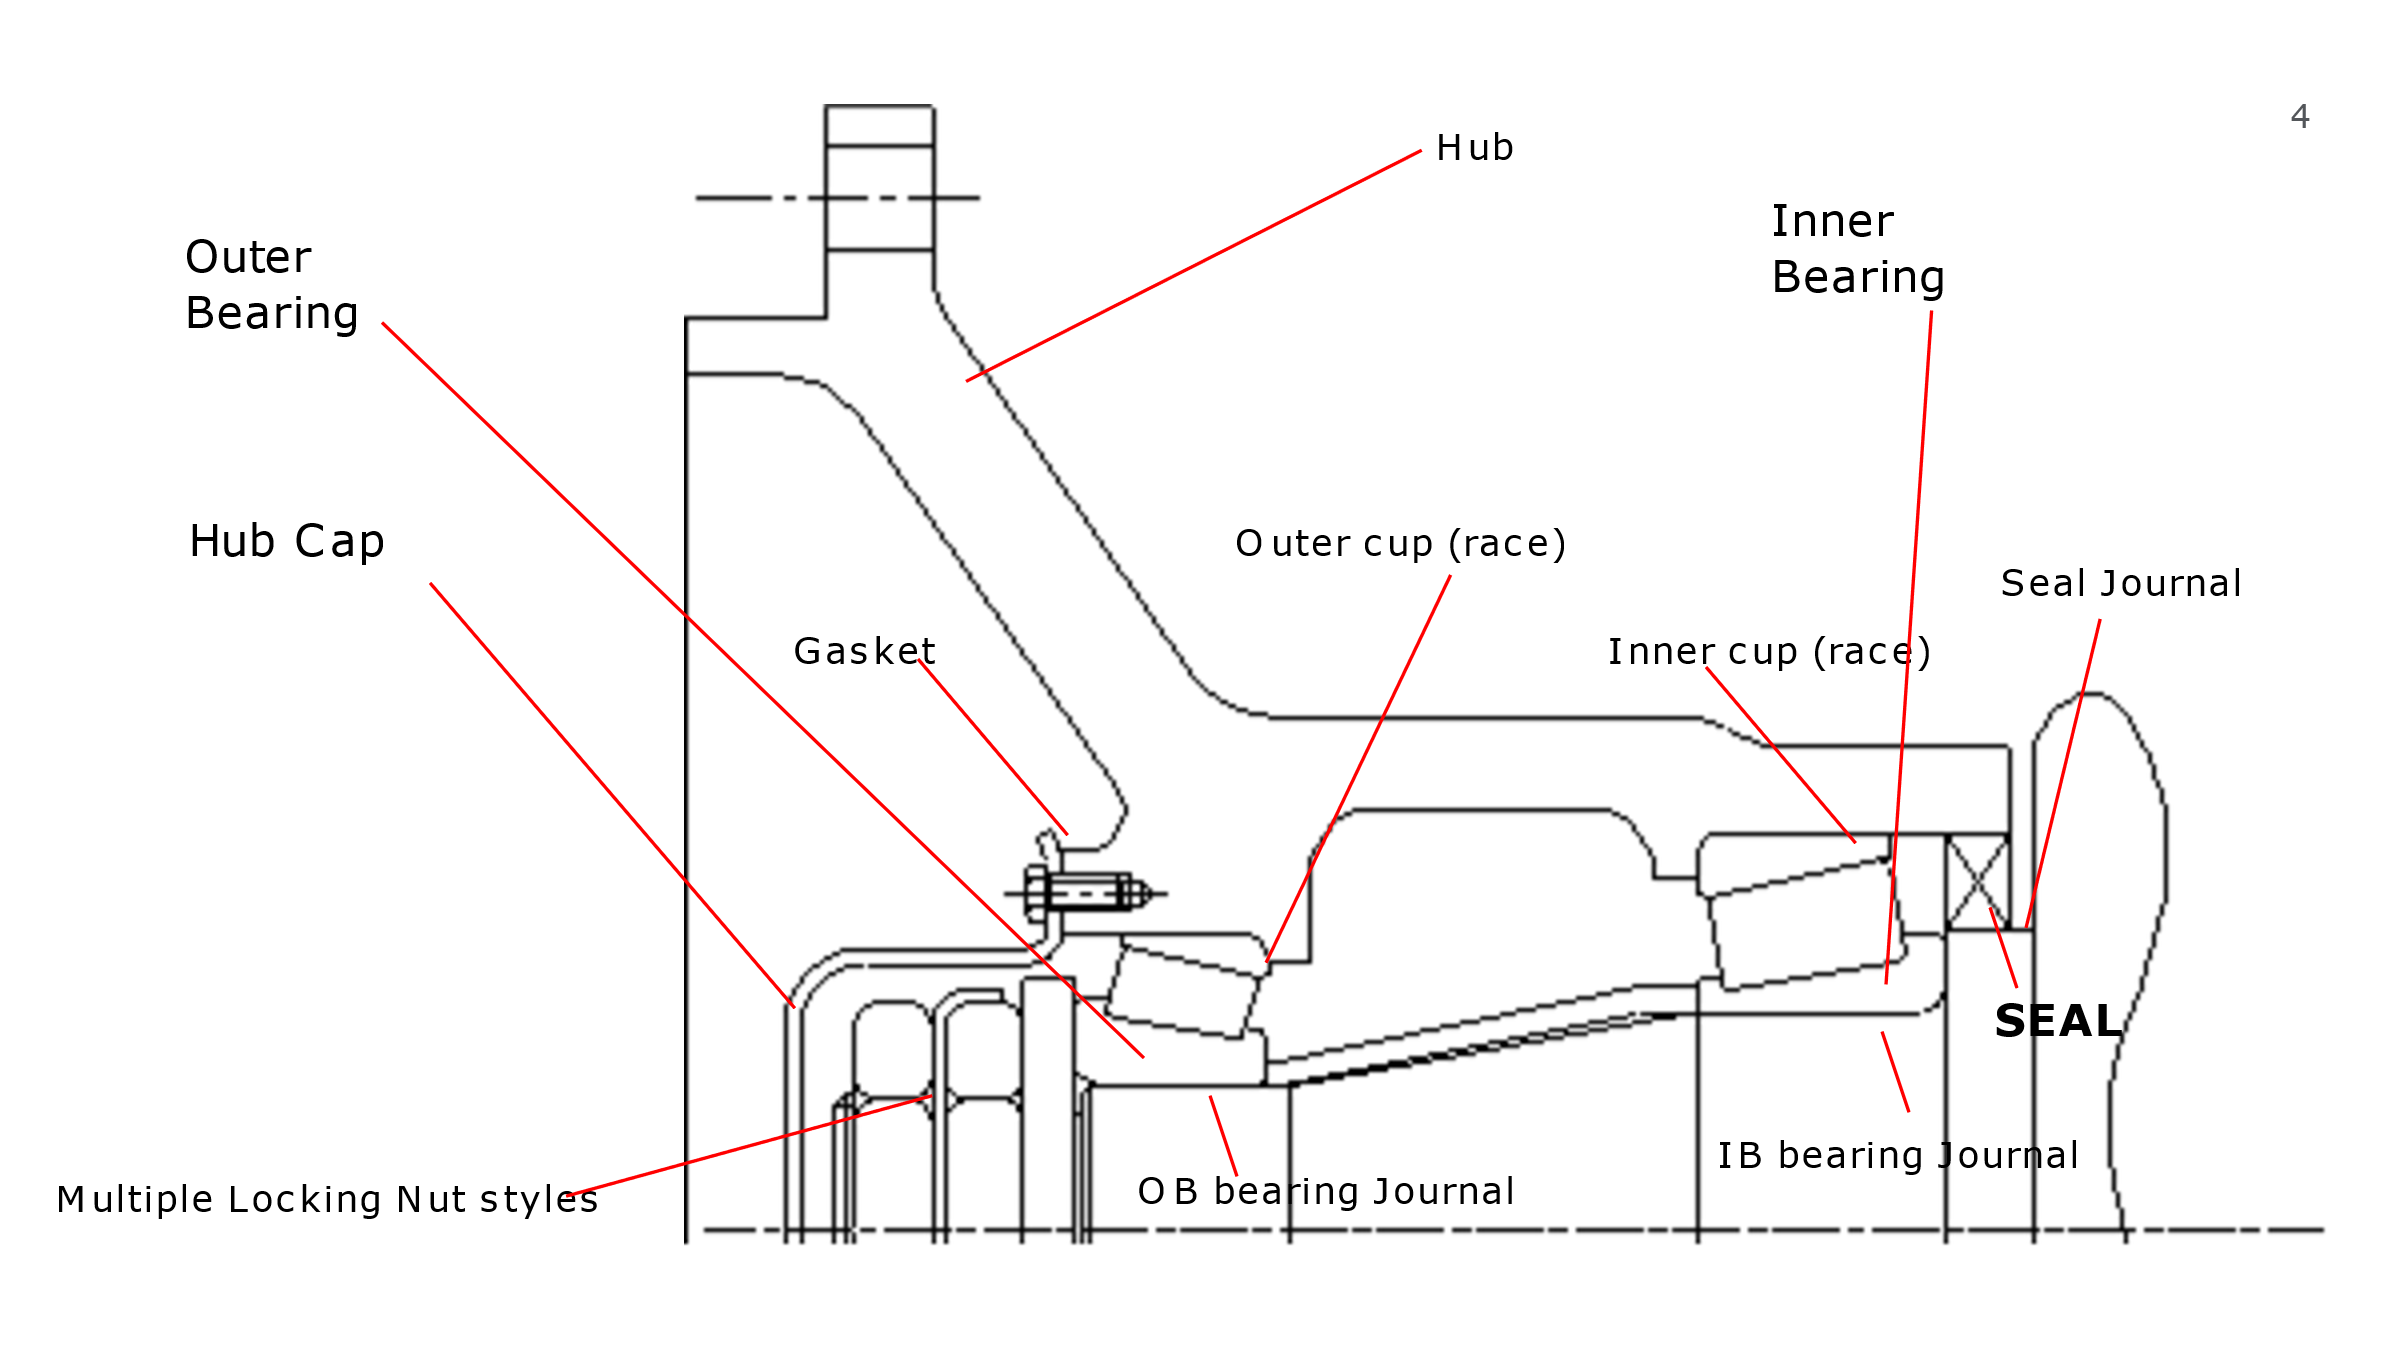 4
Hub
Inner
Bearing
Outer
Bearing
Hub Cap
Outer cup (race)
Seal Journal
Gasket
Inner cup (race)
SEAL
IB bearing Journal
OB bearing Journal
Multiple Locking Nut styles